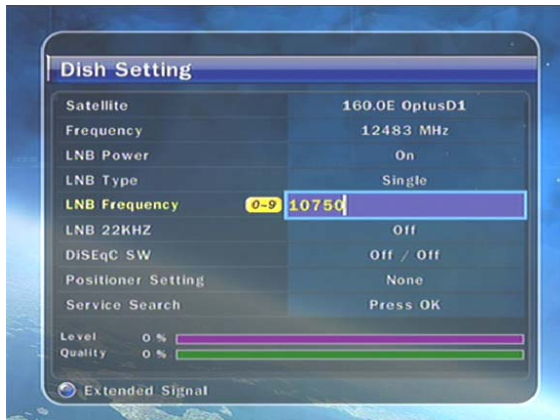 Dish Setting
Satellite 160.0E OptusD1
Frequency 12483 MHz
LNB Power On
LNB Type Single
LNB Frequency 0~9 10750
LNB 22KHZ Off
DiSEqC SW Off / Off
Positioner Setting None
Service Search Press OK
Level 0 %
Quality 0 %
Extended Signal